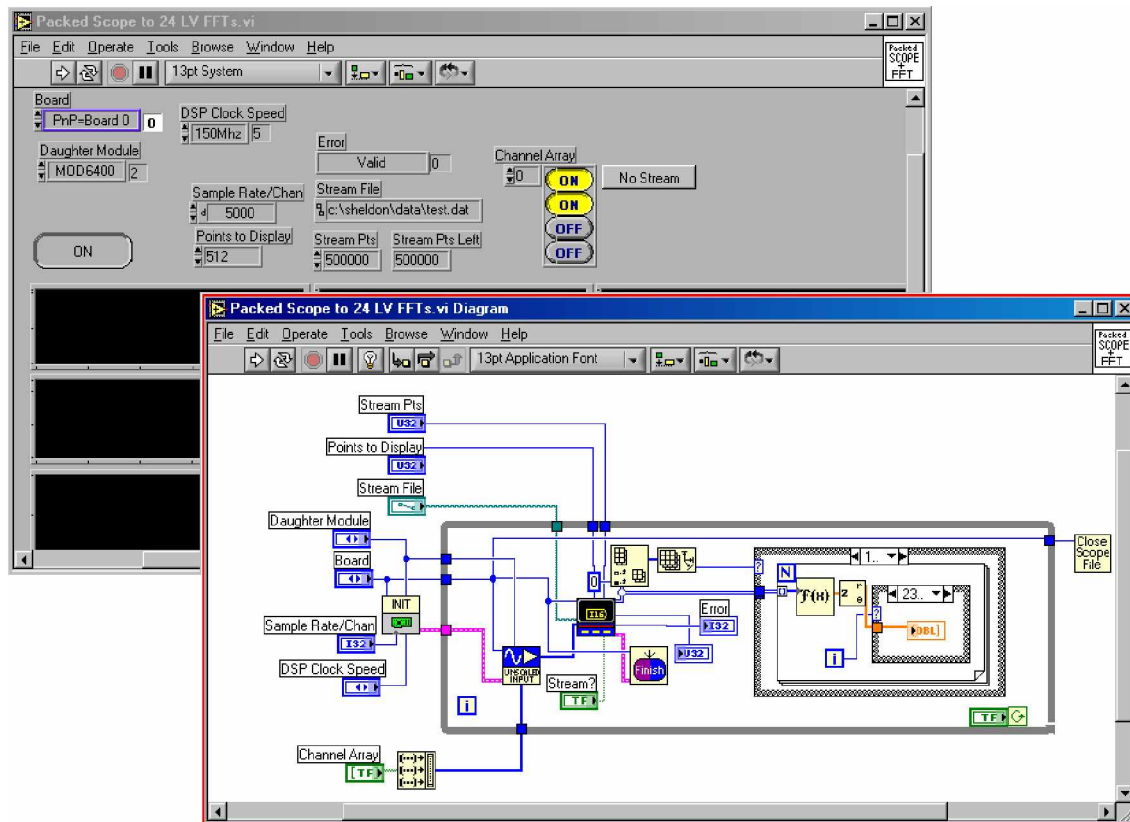 Packed Scope to 24 LV FFTs.vi
File Edit Operate Tools Browse Window Help
13pt System
Packed
SCOPE
+
FFT
Board
PnP=Board 0 0
DSP Clock Speed
150Mhz 5
Daughter Module
MOD6400 2
Error
Valid 0
Channel Array
0
ON
ON
OFF
OFF
No Stream
Sample Rate/Chan
d 5000
Stream File
c:\sheldon\data\test.dat
Points to Display
512
Stream Pts
500000
Stream Pts Left
500000
ON
Packed Scope to 24 LV FFTs.vi Diagram
File Edit Operate Tools Browse Window Help
13pt Application Font
Packed
SCOPE
+
FFT
Stream Pts
U32
Points to Display
U32
Stream File
Daughter Module
Board
INIT
Sample Rate/Chan
I32
DSP Clock Speed
UNSCALED
INPUT
0
I16
Error
I32
U32
Finish
Stream?
TF
i
Channel Array
[TF]
1..
?
N
F(x)
z r e
23..
?
DBL]
i
TF
Close
Scope
File